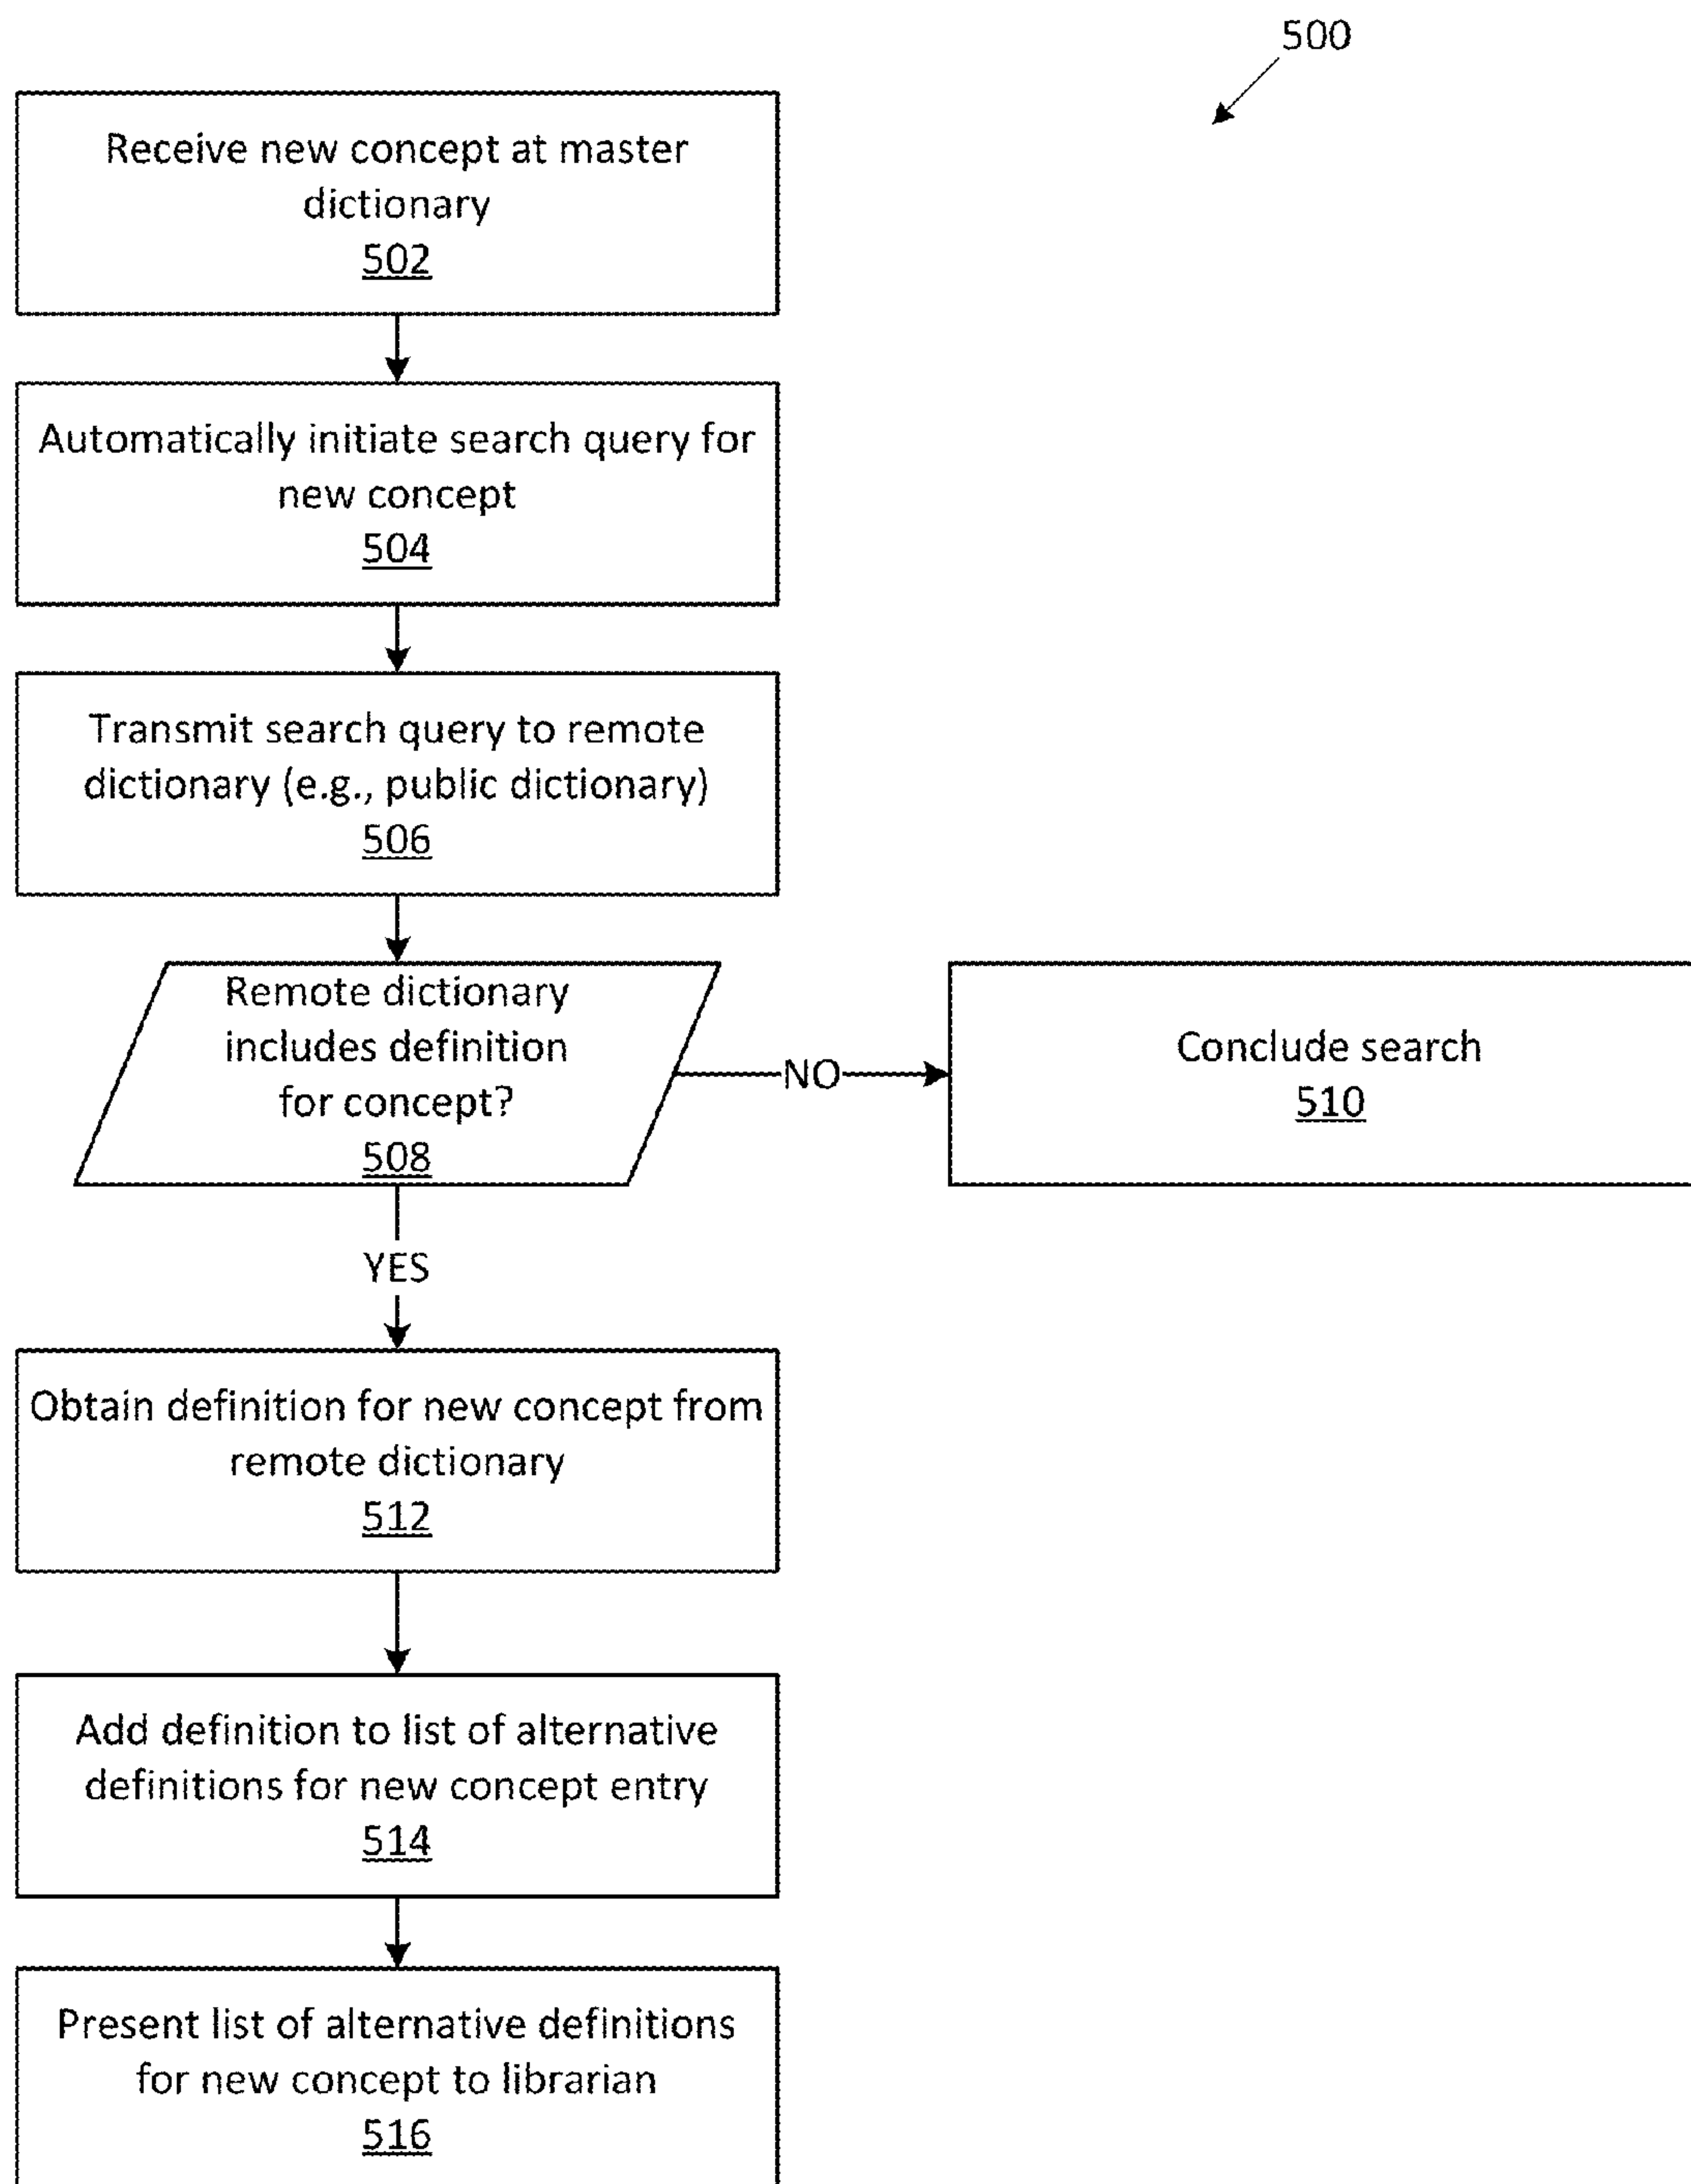 500
Receive new concept at master
dictionary
502
Automatically initiate search query for
new concept
504
Transmit search query to remote
dictionary (e.g., public dictionary)
506
Remote dictionary
includes definition
for concept?
508
NO
Conclude search
510
YES
Obtain definition for new concept from
remote dictionary
512
Add definition to list of alternative
definitions for new concept entry
514
Present list of alternative definitions
for new concept to librarian
516